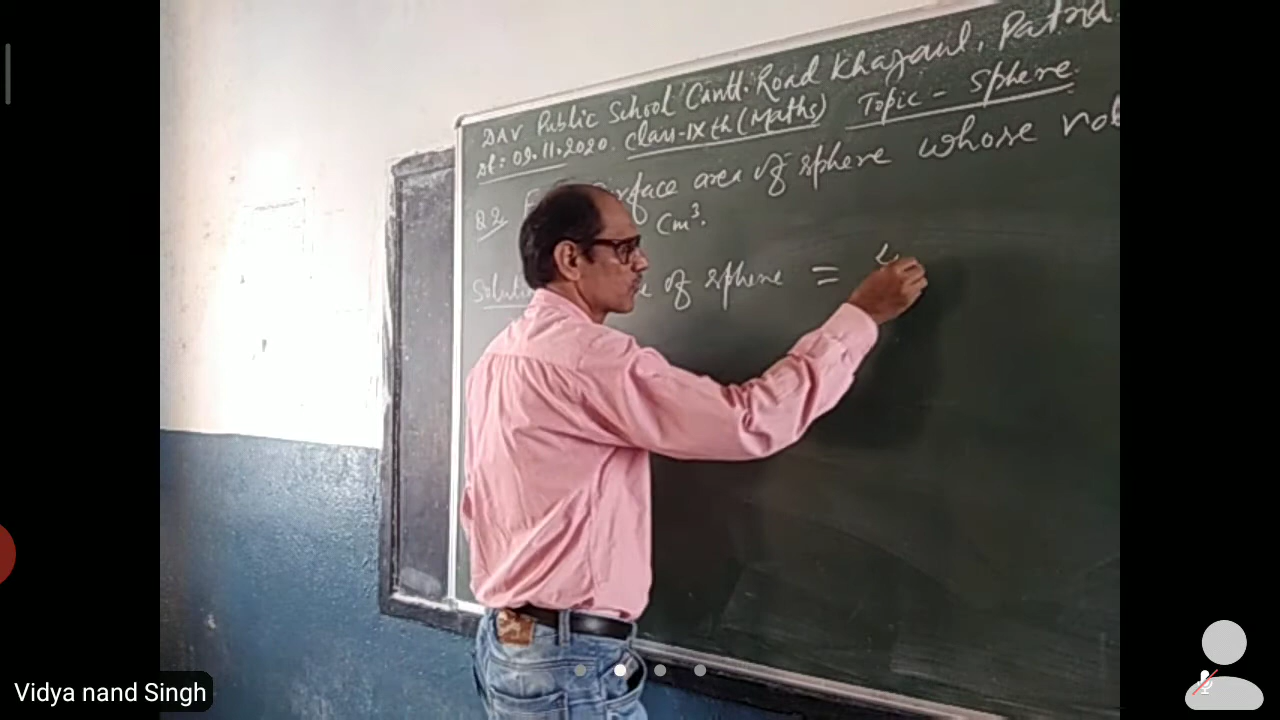 DAV Public School Cantt. Road Khagaul, Patna
Dt: 09.11.2020. Class-IXth (Maths) Topic - Sphere
Q2. surface area of sphere whose
cm³.
Solution of sphere =
Vidya nand Singh